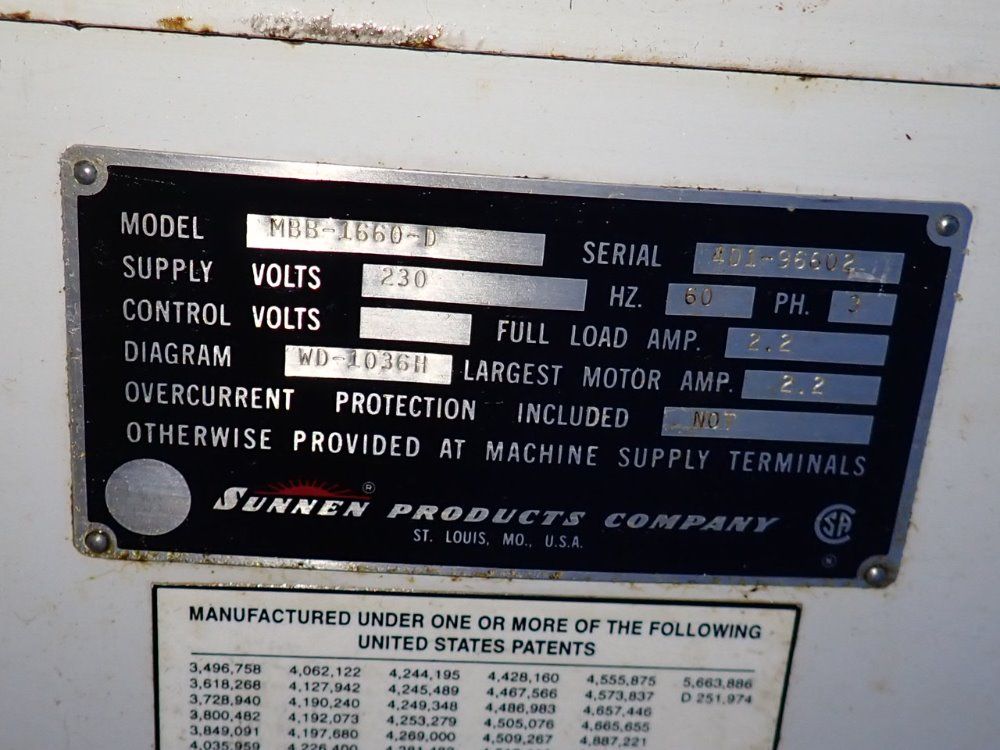 MODEL MBB-1660-D SERIAL 4D1-96602
SUPPLY VOLTS 230 HZ. 60 PH. 3
CONTROL VOLTS FULL LOAD AMP. 2.2
DIAGRAM WD-1036H LARGEST MOTOR AMP. 2.2
OVERCURRENT PROTECTION INCLUDED NOT
OTHERWISE PROVIDED AT MACHINE SUPPLY TERMINALS
SUNNEN® PRODUCTS COMPANY
ST. LOUIS, MO., U.S.A.
MANUFACTURED UNDER ONE OR MORE OF THE FOLLOWING
UNITED STATES PATENTS
3,496,758 4,062,122 4,244,195 4,428,160 4,555,875 5,663,886
3,618,268 4,127,942 4,245,489 4,467,566 4,573,837 D 251,974
3,728,940 4,190,240 4,249,348 4,486,983 4,657,446
3,800,482 4,192,073 4,253,279 4,505,076 4,665,655
3,849,091 4,197,680 4,269,000 4,509,267 4,887,221
4,035,959 4,226,400